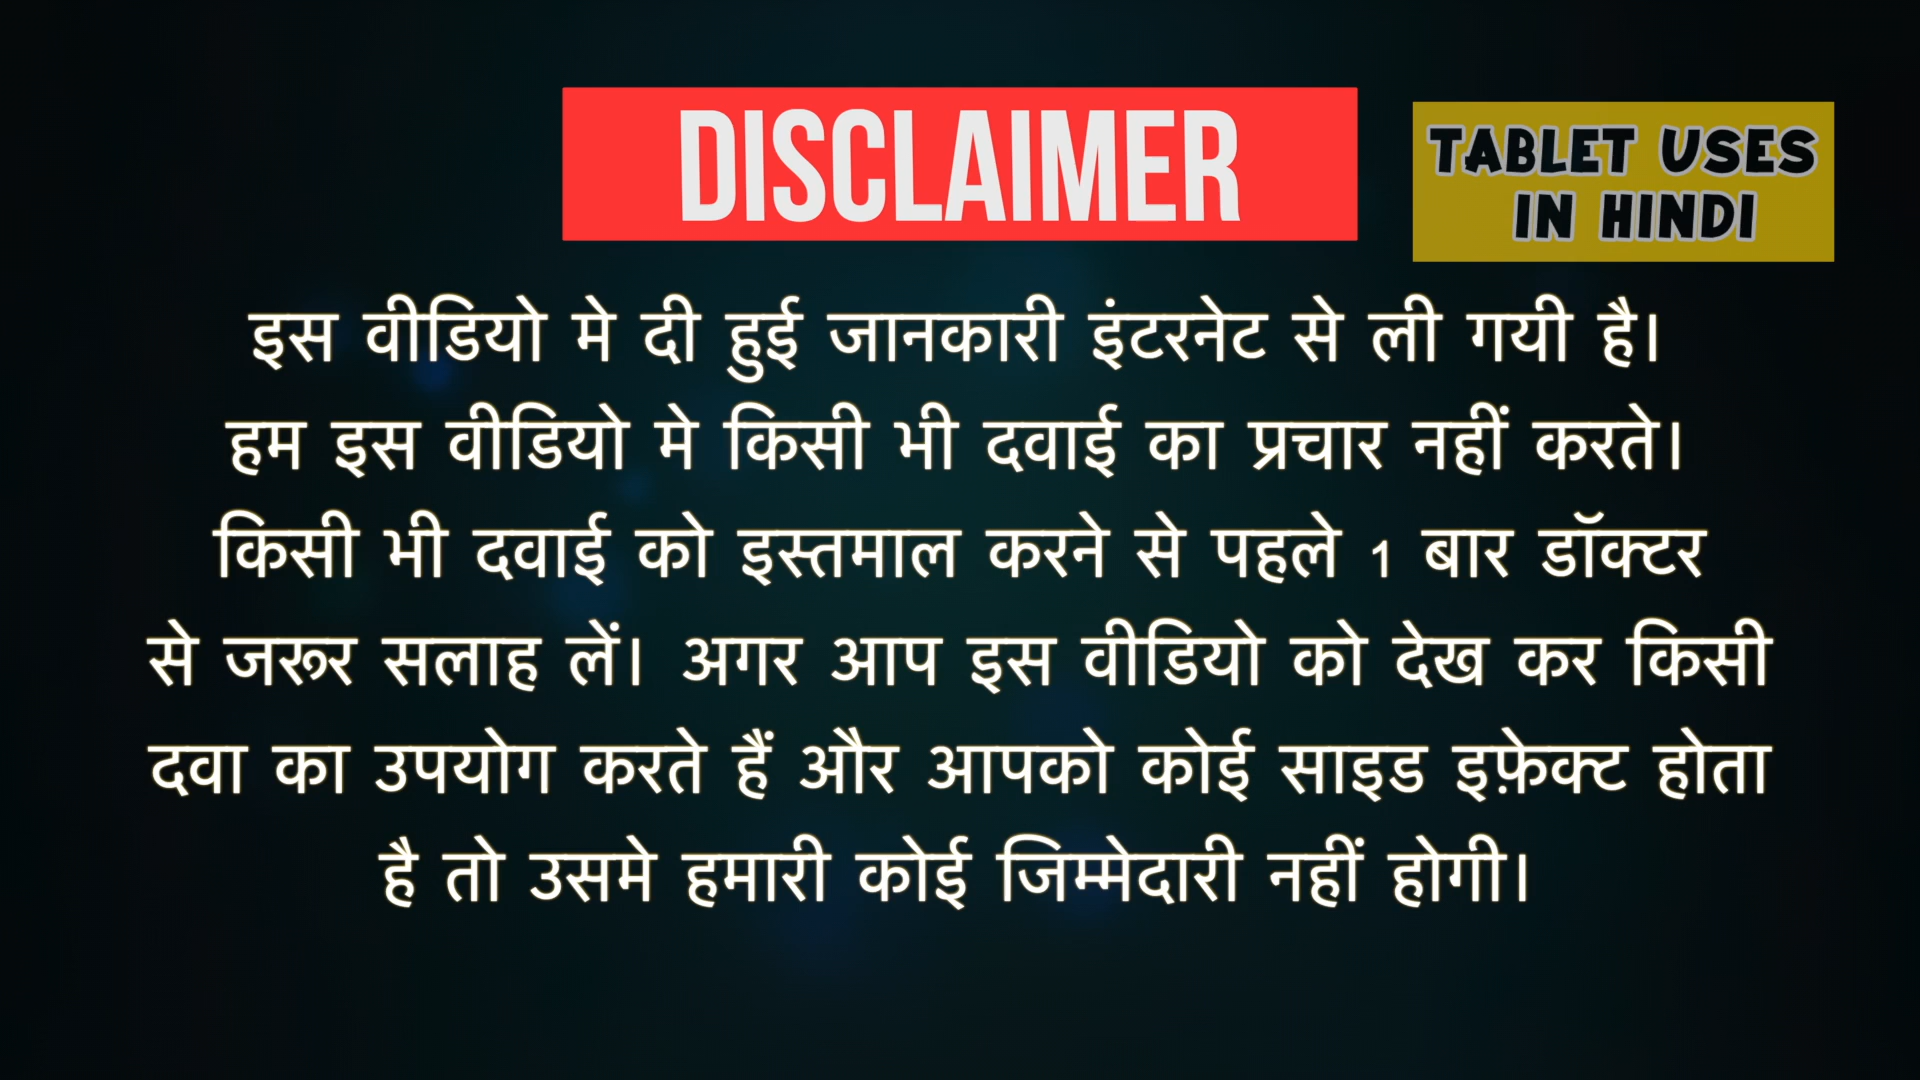 DISCLAIMER
TABLET USES
IN HINDI
इस वीडियो मे दी हुई जानकारी इंटरनेट से ली गयी है।
हम इस वीडियो मे किसी भी दवाई का प्रचार नहीं करते।
किसी भी दवाई को इस्तमाल करने से पहले 1 बार डॉक्टर
से जरूर सलाह लें। अगर आप इस वीडियो को देख कर किसी
दवा का उपयोग करते हैं और आपको कोई साइड इफ़ेक्ट होता
है तो उसमे हमारी कोई जिम्मेदारी नहीं होगी।